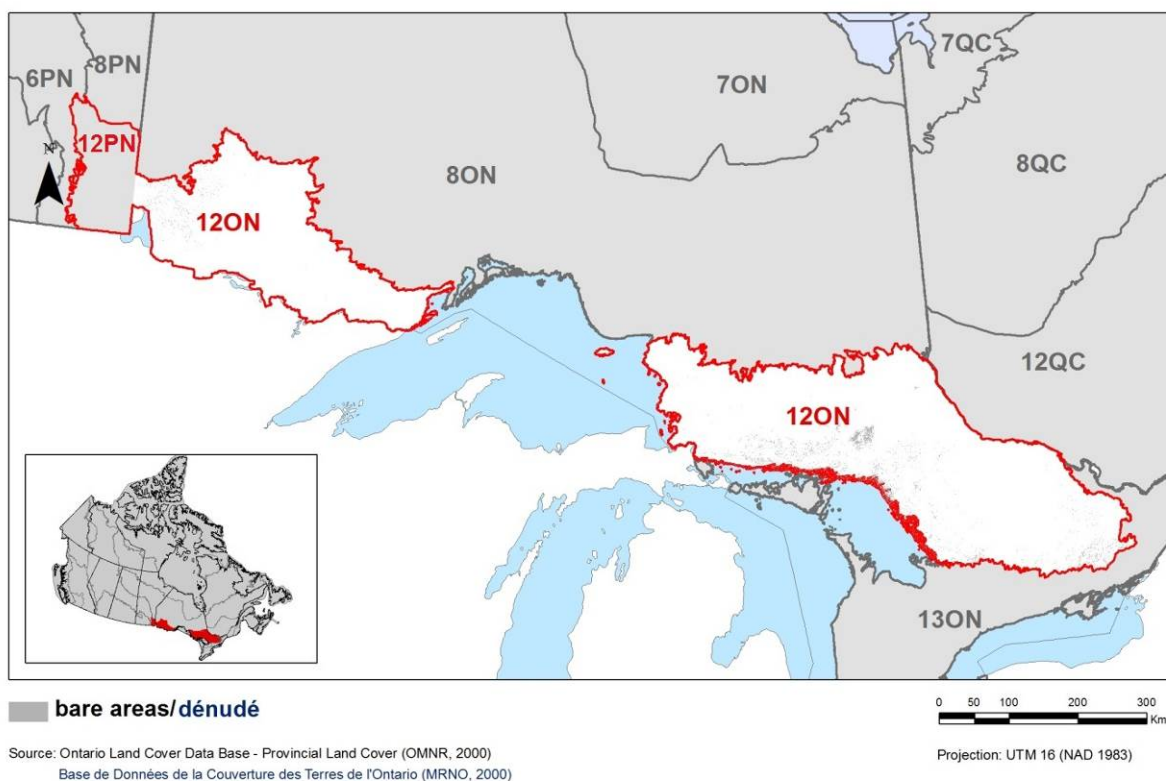 7QC
8PN
6PN
7ON
12PN
N
8QC
8ON
12ON
12QC
12ON
13ON
bare areas/dénudé
0 50 100 200 300
Km
Source: Ontario Land Cover Data Base - Provincial Land Cover (OMNR, 2000)
Projection: UTM 16 (NAD 1983)
Base de Données de la Couverture des Terres de l'Ontario (MRNO, 2000)